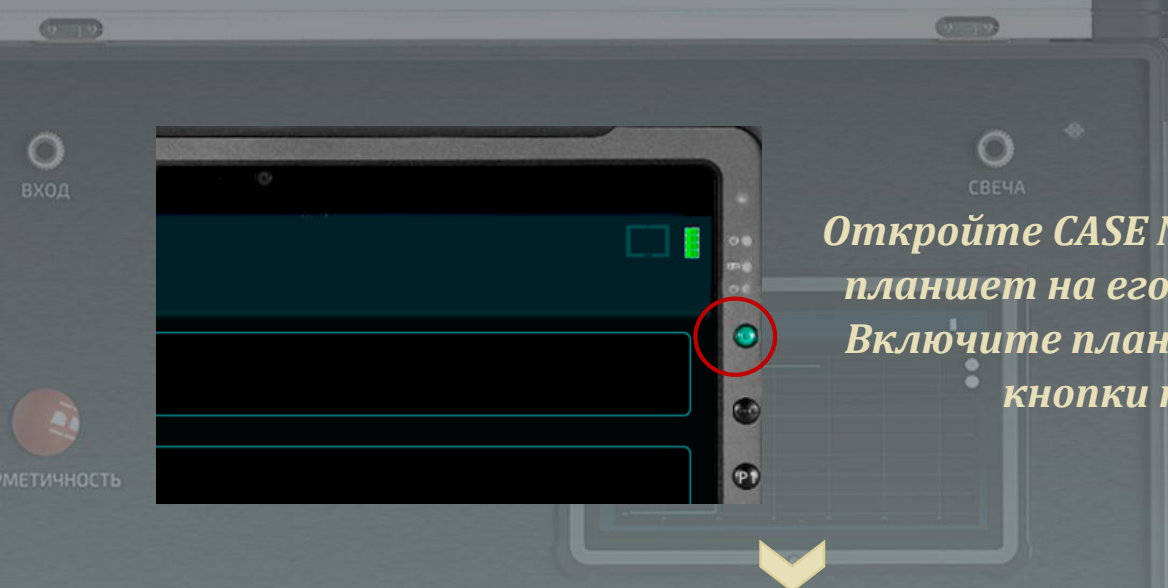 ВХОД
СВЕЧА
Откройте CASE
планшет на его
Включите план
кнопки
РМЕТИЧНОСТЬ
P↑